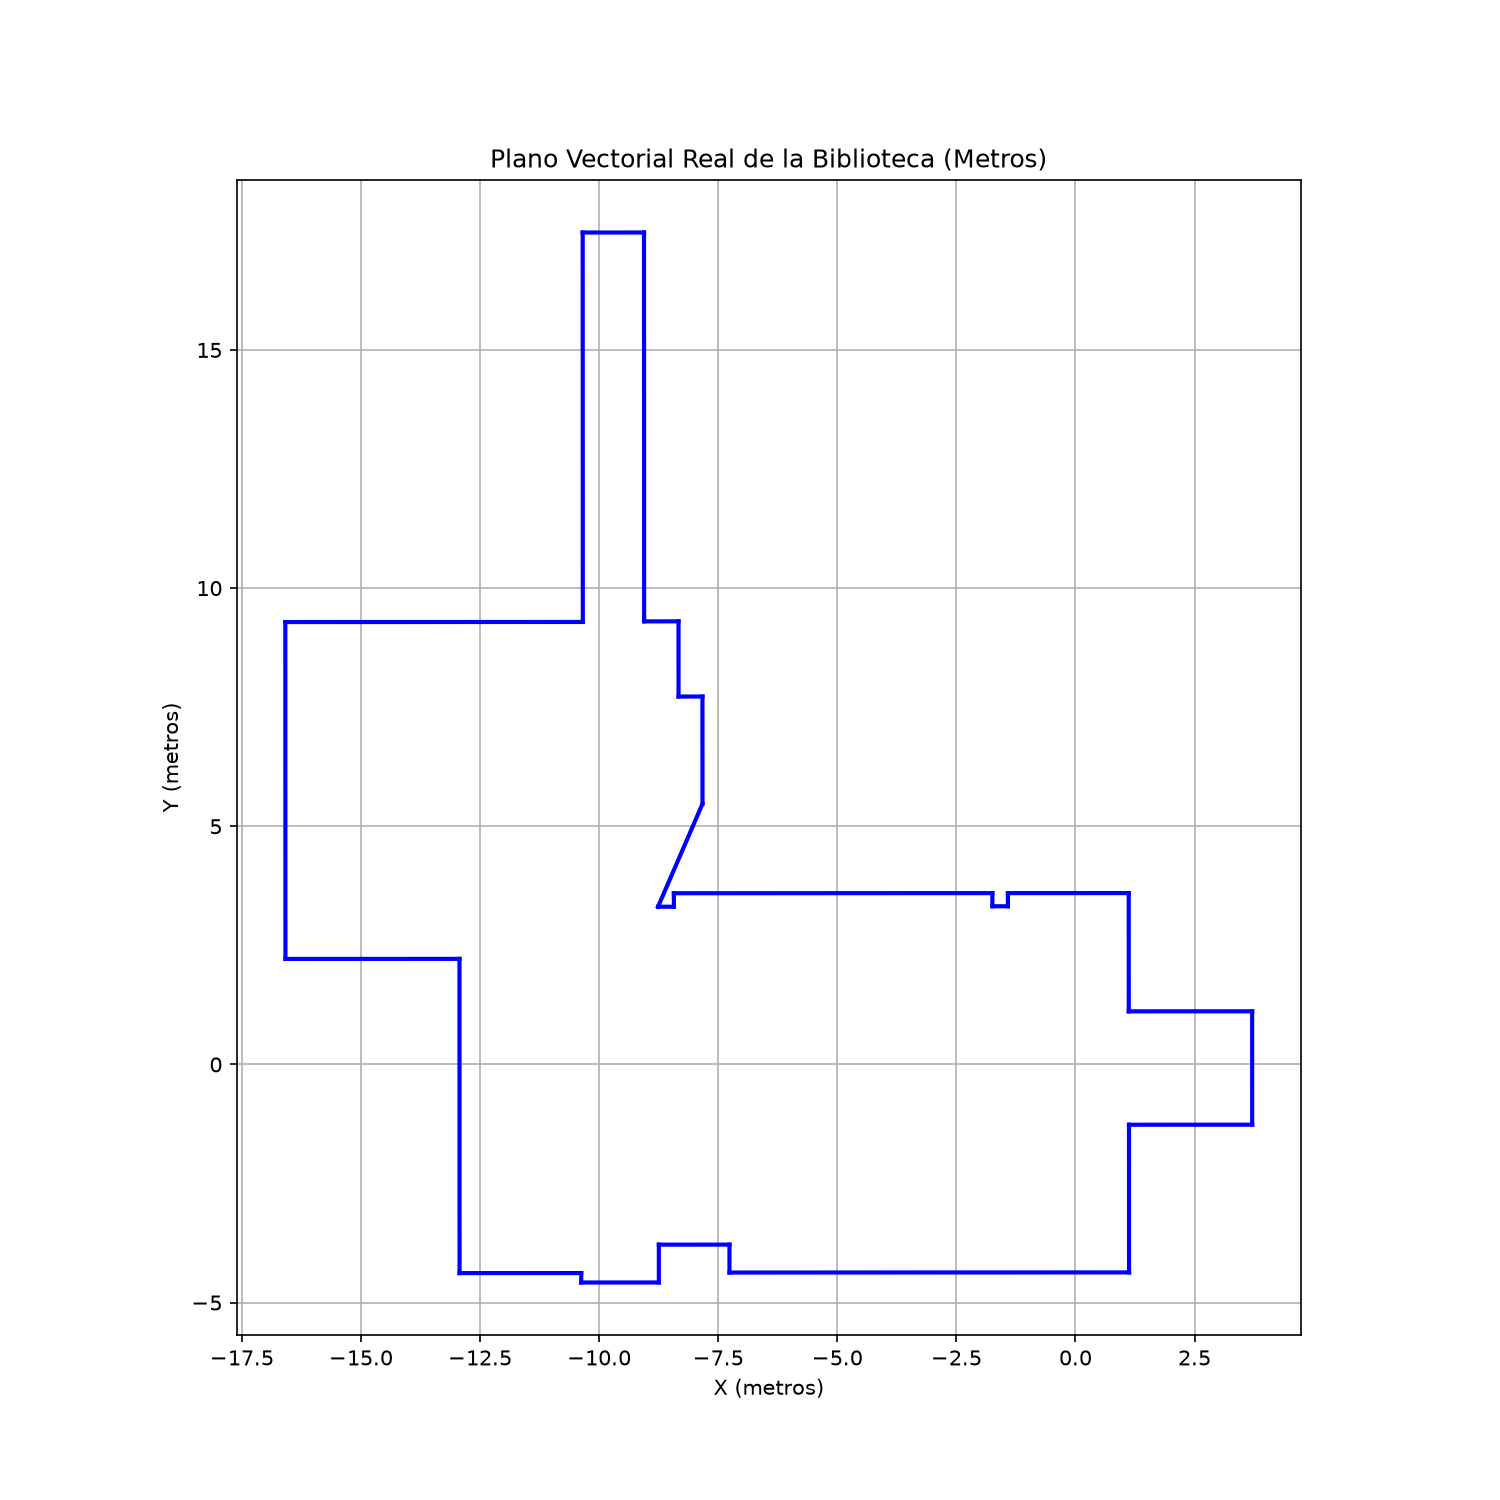 Plano Vectorial Real de la Biblioteca (Metros)
15
10
5
0
−5
Y (metros)
−17.5 −15.0 −12.5 −10.0 −7.5 −5.0 −2.5 0.0 2.5
X (metros)